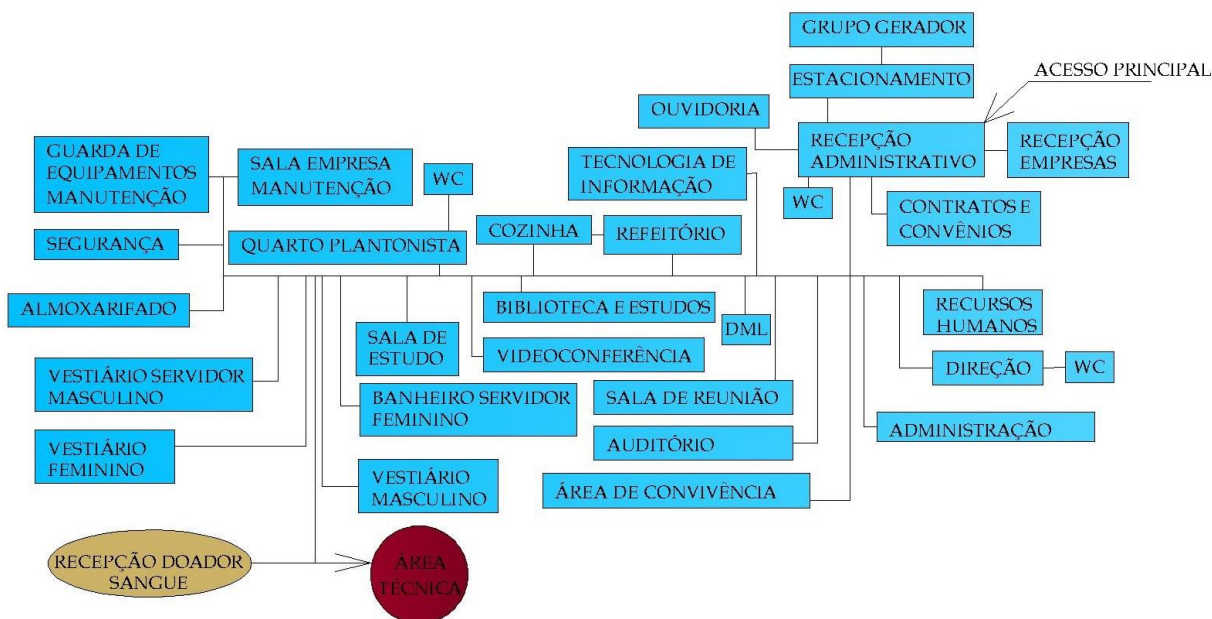 GRUPO GERADOR
ACESSO PRINCIPAL
ESTACIONAMENTO
OUVIDORIA
RECEPÇÃO
ADMINISTRATIVO
RECEPÇÃO
EMPRESAS
GUARDA DE
EQUIPAMENTOS
MANUTENÇÃO
SALA EMPRESA
MANUTENÇÃO
WC
TECNOLOGIA DE
INFORMAÇÃO
WC
CONTRATOS E
CONVÊNIOS
SEGURANÇA
QUARTO PLANTONISTA
COZINHA
REFEITÓRIO
ALMOXARIFADO
SALA DE
ESTUDO
BIBLIOTECA E ESTUDOS
DML
RECURSOS
HUMANOS
VIDEOCONFERÊNCIA
DIREÇÃO
WC
VESTIÁRIO SERVIDOR
MASCULINO
BANHEIRO SERVIDOR
FEMININO
SALA DE REUNIÃO
VESTIÁRIO
FEMININO
AUDITÓRIO
ADMINISTRAÇÃO
VESTIÁRIO
MASCULINO
ÁREA DE CONVIVÊNCIA
RECEPÇÃO DOADOR
SANGUE
ÁREA
TÉCNICA